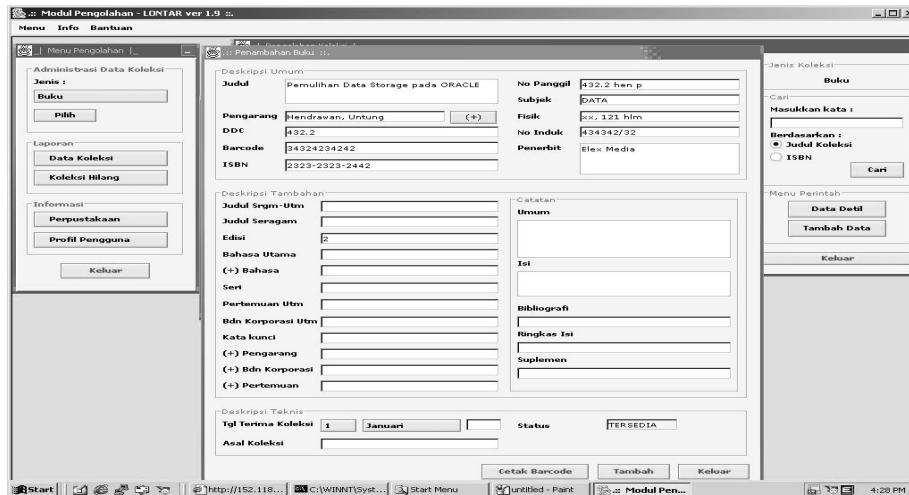 .:: Modul Pengolahan - LONTAR ver 1.9 ::.
Menu Info Bantuan
_| Menu Pengolahan |_
Administrasi Data Koleksi
Jenis :
Buku
Pilih
Laporan
Data Koleksi
Koleksi Hilang
Informasi
Perpustakaan
Profil Pengguna
Keluar
.:: Penambahan Buku ::.
Deskripsi Umum
Judul Pemulihan Data Storage pada ORACLE
Pengarang Hendrawan, Untung (+)
DDC 432.2
Barcode 34324234242
ISBN 2323-2323-2442
No Panggil 432.2 hen p
Subjek DATA
Fisik xx, 121 hlm
No Induk 434342/32
Penerbit Elex Media
Deskripsi Tambahan
Judul Srgm-Utm
Judul Seragam
Edisi 2
Bahasa Utama
(+) Bahasa
Seri
Pertemuan Utm
Bdn Korporasi Utm
Kata kunci
(+) Pengarang
(+) Bdn Korporasi
(+) Pertemuan
Catatan
Umum
Isi
Bibliografi
Ringkas Isi
Suplemen
Deskripsi Teknis
Tgl Terima Koleksi 1 Januari
Status TERSEDIA
Asal Koleksi
Cetak Barcode Tambah Keluar
Jenis Koleksi
Buku
Cari
Masukkan kata :
Berdasarkan :
Judul Koleksi
ISBN
Cari
Menu Perintah
Data Detil
Tambah Data
Keluar
Start http://152.118... C:\WINNT\Syst... Start Menu untitled - Paint .:: Modul Pen... 4:28 PM